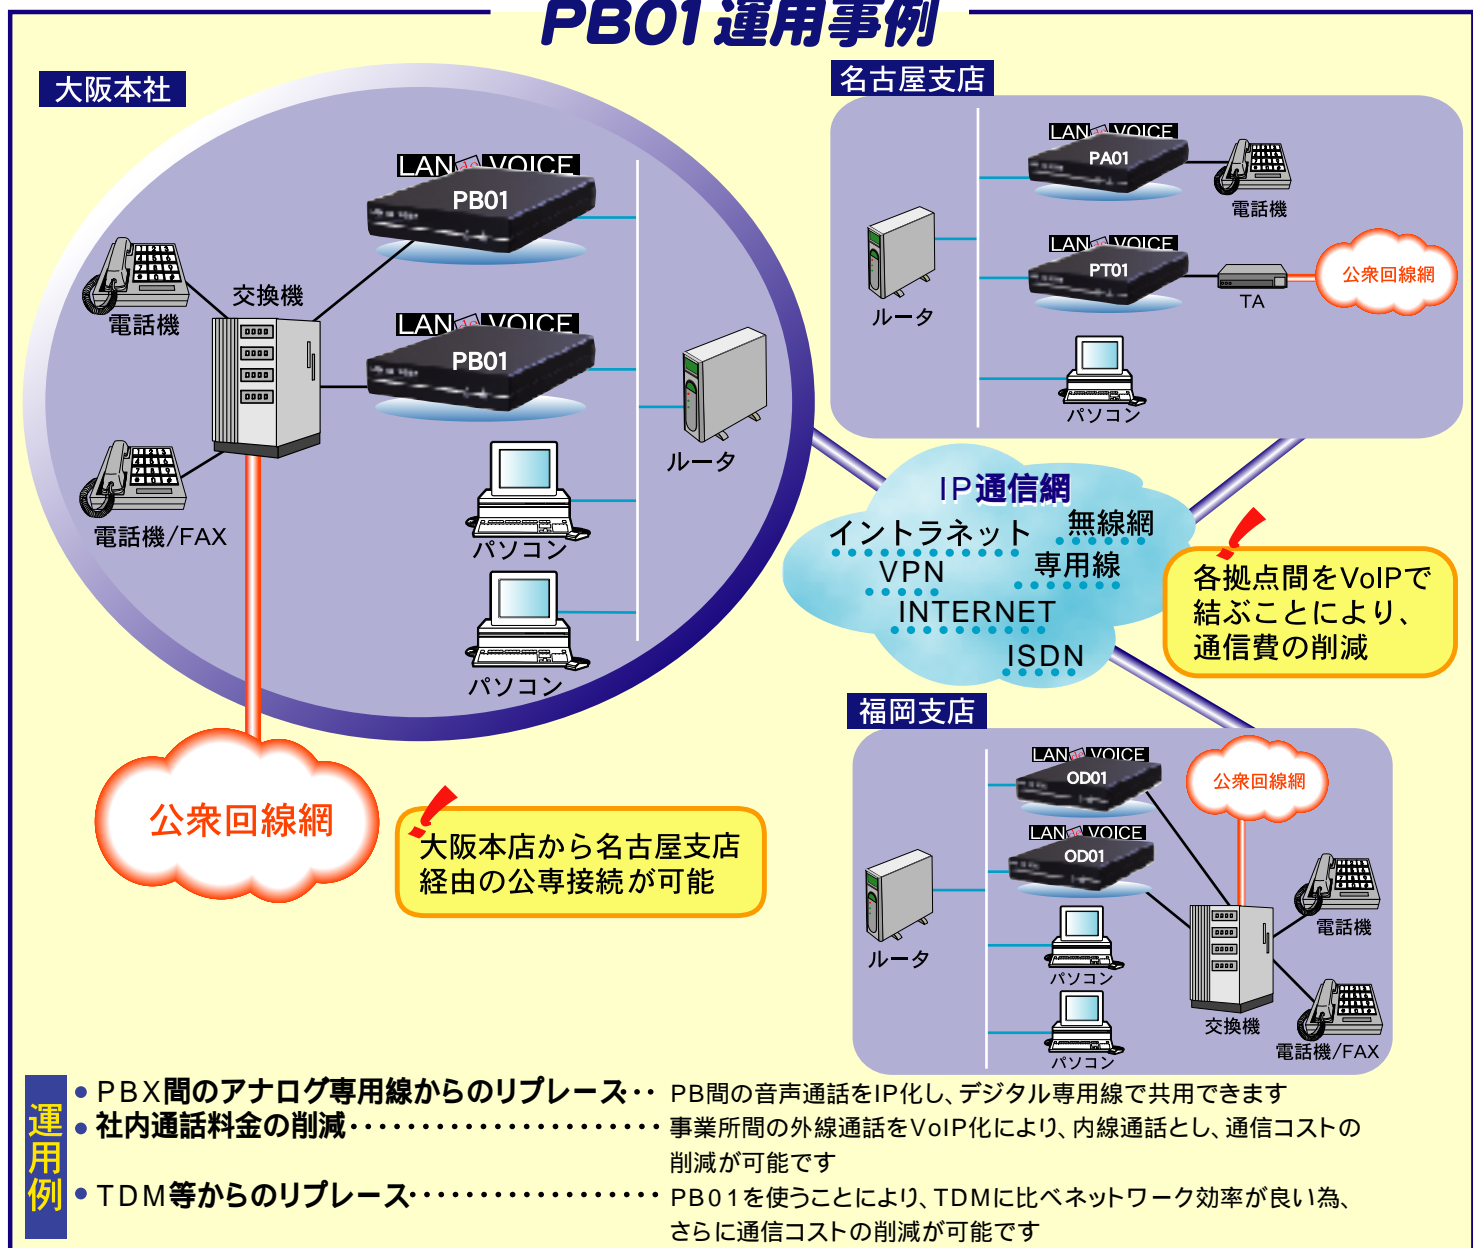 PB01 運用事例
大阪本社
LAN de VOICE
PB01
電話機
交換機
LAN de VOICE
PB01
ルータ
電話機/FAX
パソコン
パソコン
公衆回線網
名古屋支店
LAN de VOICE
PA01
電話機
LAN de VOICE
PT01
TA
公衆回線網
ルータ
パソコン
IP通信網
イントラネット
無線網
VPN
専用線
INTERNET
ISDN
各拠点間をVoIPで
結ぶことにより、
通信費の削減
大阪本店から名古屋支店
経由の公専接続が可能
福岡支店
LAN de VOICE
OD01
公衆回線網
LAN de VOICE
OD01
ルータ
パソコン
パソコン
交換機
電話機
電話機/FAX
運用例
• PBX間のアナログ専用線からのリプレース・・ PB間の音声通話をIP化し、デジタル専用線で共用できます
• 社内通話料金の削減・・・・・・・・・・・・・・・・・・・・・・ 事業所間の外線通話をVoIP化により、内線通話とし、通信コストの
削減が可能です
• TDM等からのリプレース・・・・・・・・・・・・・・・・・・ PB01を使うことにより、TDMに比べネットワーク効率が良い為、
さらに通信コストの削減が可能です